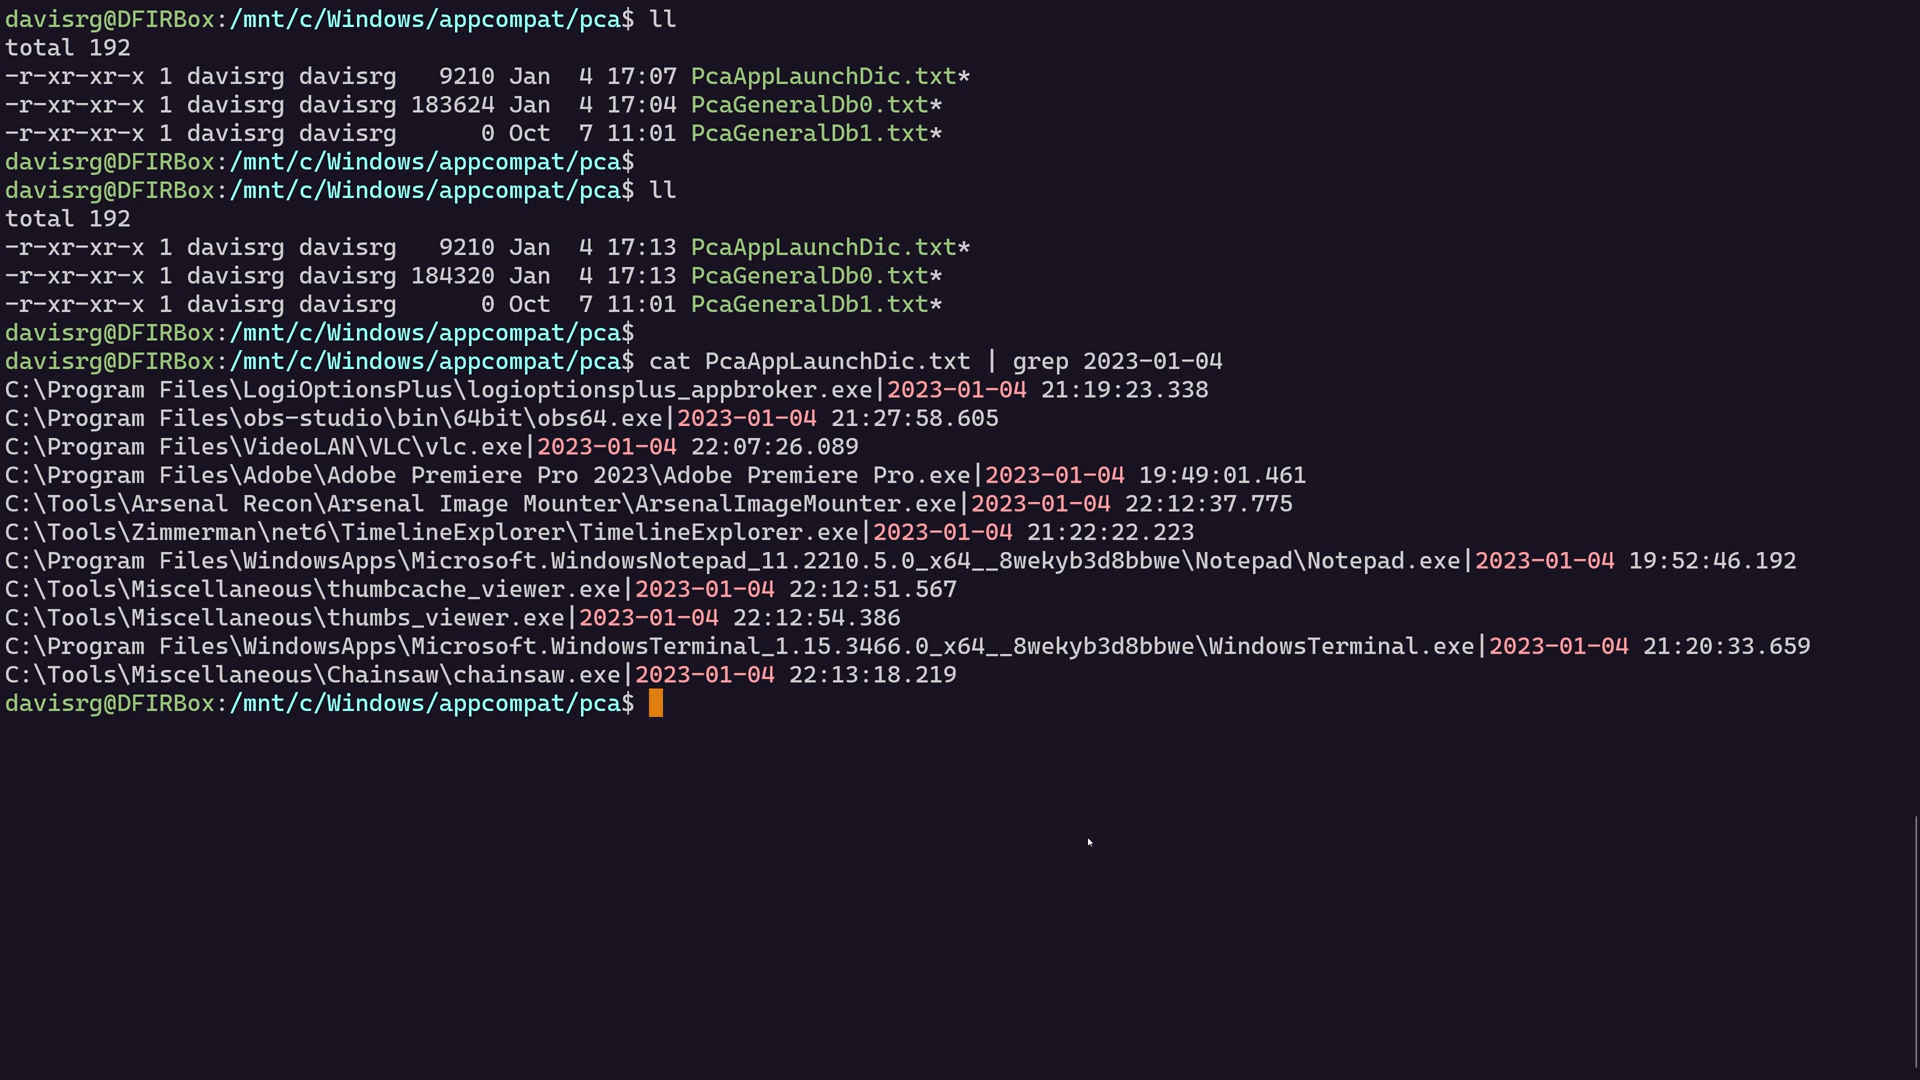 davisrg@DFIRBox:/mnt/c/Windows/appcompat/pca$ ll
total 192
-r-xr-xr-x 1 davisrg davisrg   9210 Jan  4 17:07 PcaAppLaunchDic.txt*
-r-xr-xr-x 1 davisrg davisrg 183624 Jan  4 17:04 PcaGeneralDb0.txt*
-r-xr-xr-x 1 davisrg davisrg      0 Oct  7 11:01 PcaGeneralDb1.txt*
davisrg@DFIRBox:/mnt/c/Windows/appcompat/pca$
davisrg@DFIRBox:/mnt/c/Windows/appcompat/pca$ ll
total 192
-r-xr-xr-x 1 davisrg davisrg   9210 Jan  4 17:13 PcaAppLaunchDic.txt*
-r-xr-xr-x 1 davisrg davisrg 184320 Jan  4 17:13 PcaGeneralDb0.txt*
-r-xr-xr-x 1 davisrg davisrg      0 Oct  7 11:01 PcaGeneralDb1.txt*
davisrg@DFIRBox:/mnt/c/Windows/appcompat/pca$
davisrg@DFIRBox:/mnt/c/Windows/appcompat/pca$ cat PcaAppLaunchDic.txt | grep 2023-01-04
C:\Program Files\LogiOptionsPlus\logioptionsplus_appbroker.exe|2023-01-04 21:19:23.338
C:\Program Files\obs-studio\bin\64bit\obs64.exe|2023-01-04 21:27:58.605
C:\Program Files\VideoLAN\VLC\vlc.exe|2023-01-04 22:07:26.089
C:\Program Files\Adobe\Adobe Premiere Pro 2023\Adobe Premiere Pro.exe|2023-01-04 19:49:01.461
C:\Tools\Arsenal Recon\Arsenal Image Mounter\ArsenalImageMounter.exe|2023-01-04 22:12:37.775
C:\Tools\Zimmerman\net6\TimelineExplorer\TimelineExplorer.exe|2023-01-04 21:22:22.223
C:\Program Files\WindowsApps\Microsoft.WindowsNotepad_11.2210.5.0_x64__8wekyb3d8bbwe\Notepad\Notepad.exe|2023-01-04 19:52:46.192
C:\Tools\Miscellaneous\thumbcache_viewer.exe|2023-01-04 22:12:51.567
C:\Tools\Miscellaneous\thumbs_viewer.exe|2023-01-04 22:12:54.386
C:\Program Files\WindowsApps\Microsoft.WindowsTerminal_1.15.3466.0_x64__8wekyb3d8bbwe\WindowsTerminal.exe|2023-01-04 21:20:33.659
C:\Tools\Miscellaneous\Chainsaw\chainsaw.exe|2023-01-04 22:13:18.219
davisrg@DFIRBox:/mnt/c/Windows/appcompat/pca$